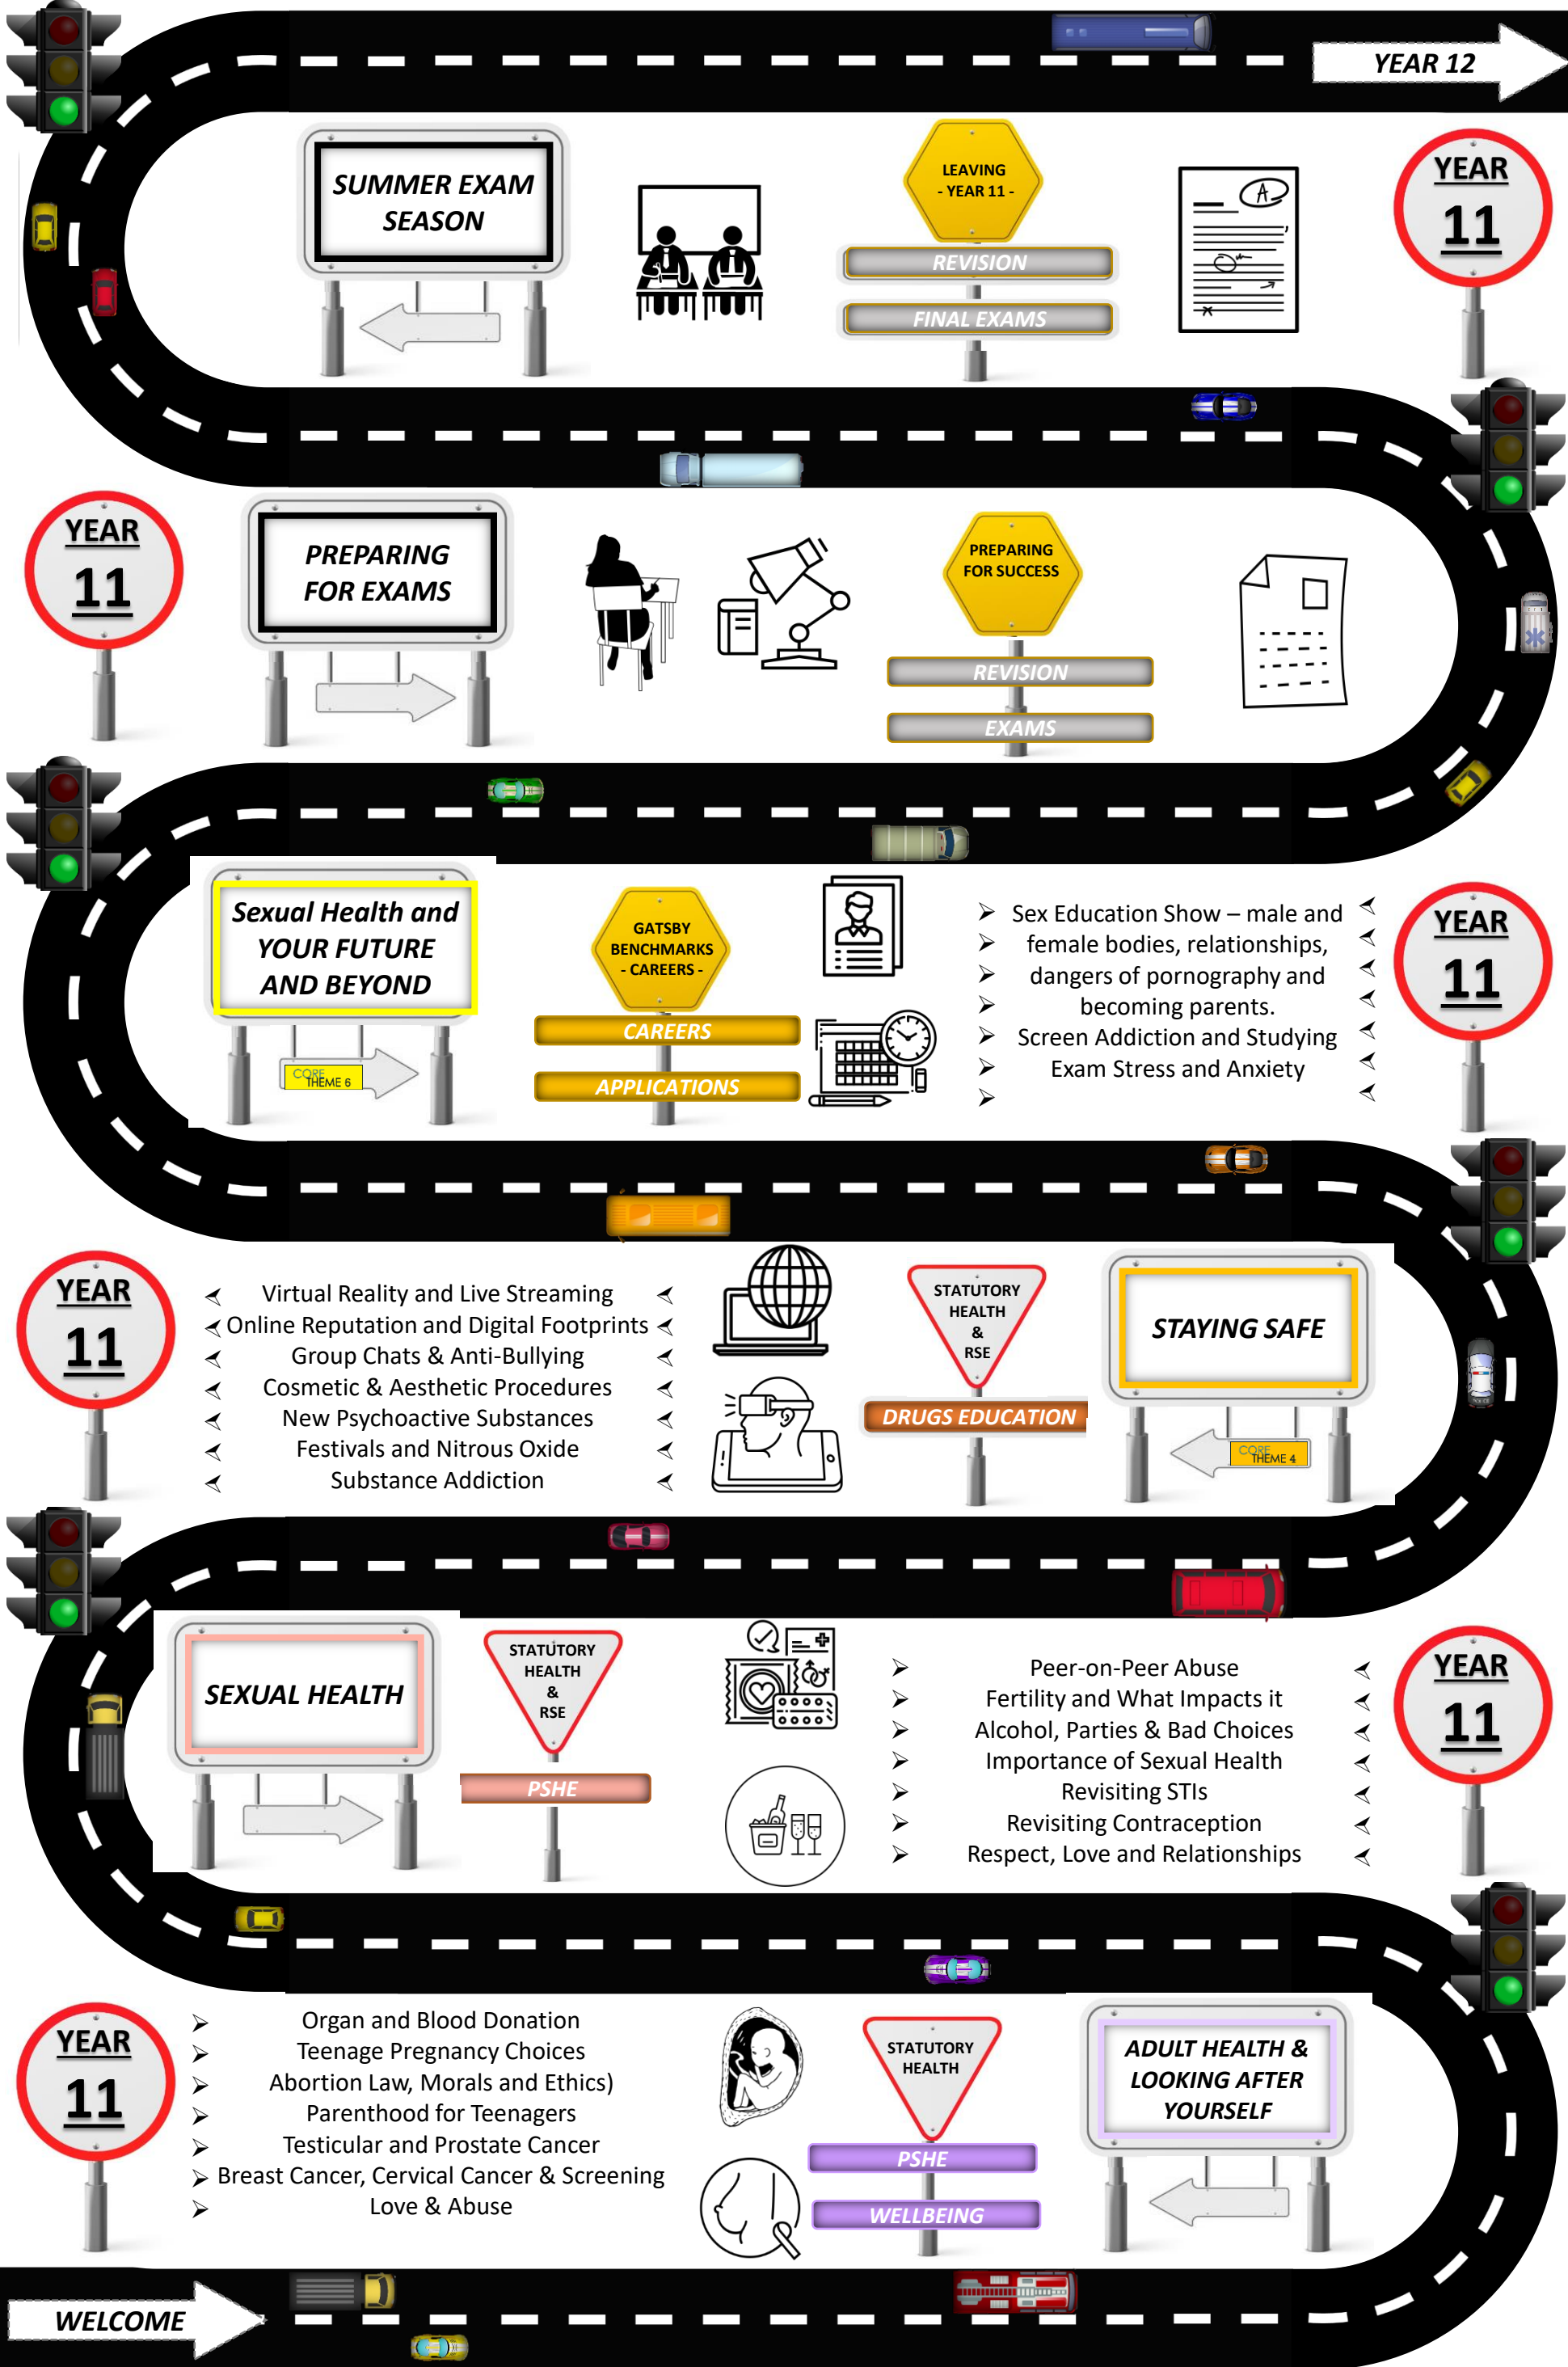 YEAR 12
SUMMER EXAM
SEASON
LEAVING
- YEAR 11 -
REVISION
FINAL EXAMS
A
YEAR
11
YEAR
11
PREPARING
FOR EXAMS
PREPARING
FOR SUCCESS
REVISION
EXAMS
Sexual Health and
YOUR FUTURE
AND BEYOND
CORE
THEME 6
GATSBY
BENCHMARKS
- CAREERS -
CAREERS
APPLICATIONS
Sex Education Show – male and
female bodies, relationships,
dangers of pornography and
becoming parents.
Screen Addiction and Studying
Exam Stress and Anxiety
YEAR
11
YEAR
11
Virtual Reality and Live Streaming
Online Reputation and Digital Footprints
Group Chats & Anti-Bullying
Cosmetic & Aesthetic Procedures
New Psychoactive Substances
Festivals and Nitrous Oxide
Substance Addiction
STATUTORY
HEALTH
&
RSE
DRUGS EDUCATION
STAYING SAFE
CORE
THEME 4
SEXUAL HEALTH
STATUTORY
HEALTH
&
RSE
PSHE
Peer-on-Peer Abuse
Fertility and What Impacts it
Alcohol, Parties & Bad Choices
Importance of Sexual Health
Revisiting STIs
Revisiting Contraception
Respect, Love and Relationships
YEAR
11
YEAR
11
Organ and Blood Donation
Teenage Pregnancy Choices
Abortion Law, Morals and Ethics)
Parenthood for Teenagers
Testicular and Prostate Cancer
Breast Cancer, Cervical Cancer & Screening
Love & Abuse
STATUTORY
HEALTH
PSHE
WELLBEING
ADULT HEALTH &
LOOKING AFTER
YOURSELF
WELCOME